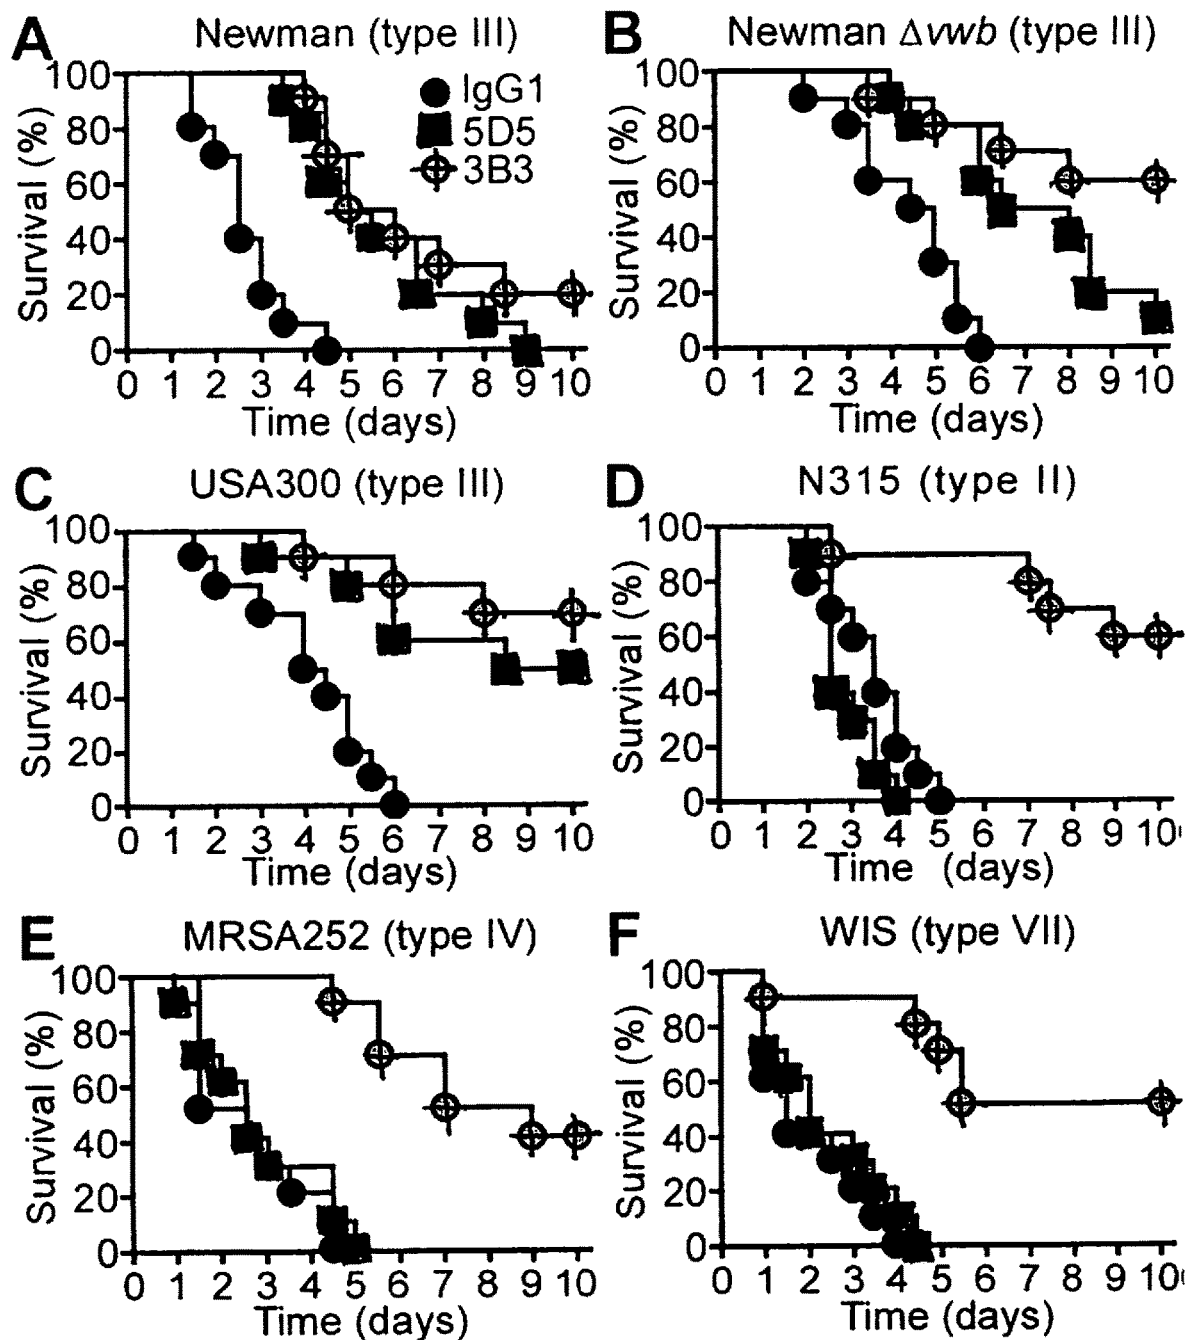 A Newman (type III)
100
80
60
40
20
0
Survival (%)
IgG1
5D5
3B3
0 1 2 3 4 5 6 7 8 9 10
Time (days)
B Newman Δvwb (type III)
100
80
60
40
20
0
Survival (%)
0 1 2 3 4 5 6 7 8 9 10
Time (days)
C USA300 (type III)
100
80
60
40
20
0
Survival (%)
0 1 2 3 4 5 6 7 8 9 10
Time (days)
D N315 (type II)
100
80
60
40
20
0
Survival (%)
0 1 2 3 4 5 6 7 8 9 10
Time (days)
E MRSA252 (type IV)
100
80
60
40
20
0
Survival (%)
0 1 2 3 4 5 6 7 8 9 10
Time (days)
F WIS (type VII)
100
80
60
40
20
0
Survival (%)
0 1 2 3 4 5 6 7 8 9 10
Time (days)